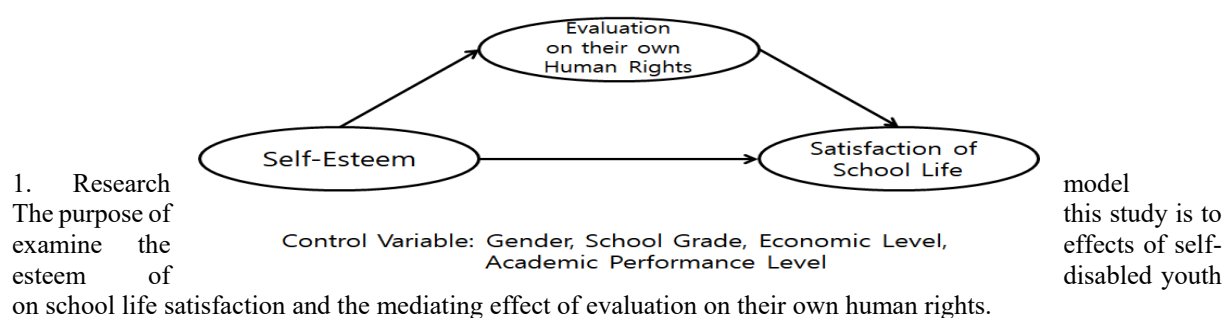 Evaluation
on their own
Human Rights
Self-Esteem
Satisfaction of
School Life
Control Variable: Gender, School Grade, Economic Level,
Academic Performance Level
1. Research model
The purpose of this study is to
examine the effects of self-
esteem of disabled youth
on school life satisfaction and the mediating effect of evaluation on their own human rights.